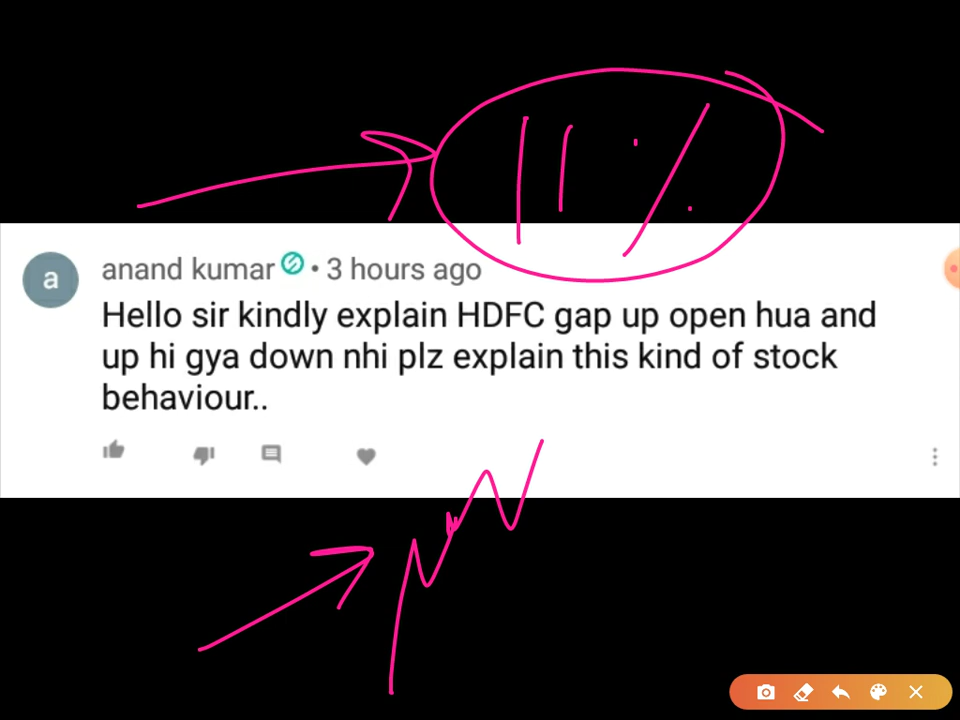 11 %
a
anand kumar • 3 hours ago
Hello sir kindly explain HDFC gap up open hua and
up hi gya down nhi plz explain this kind of stock
behaviour..